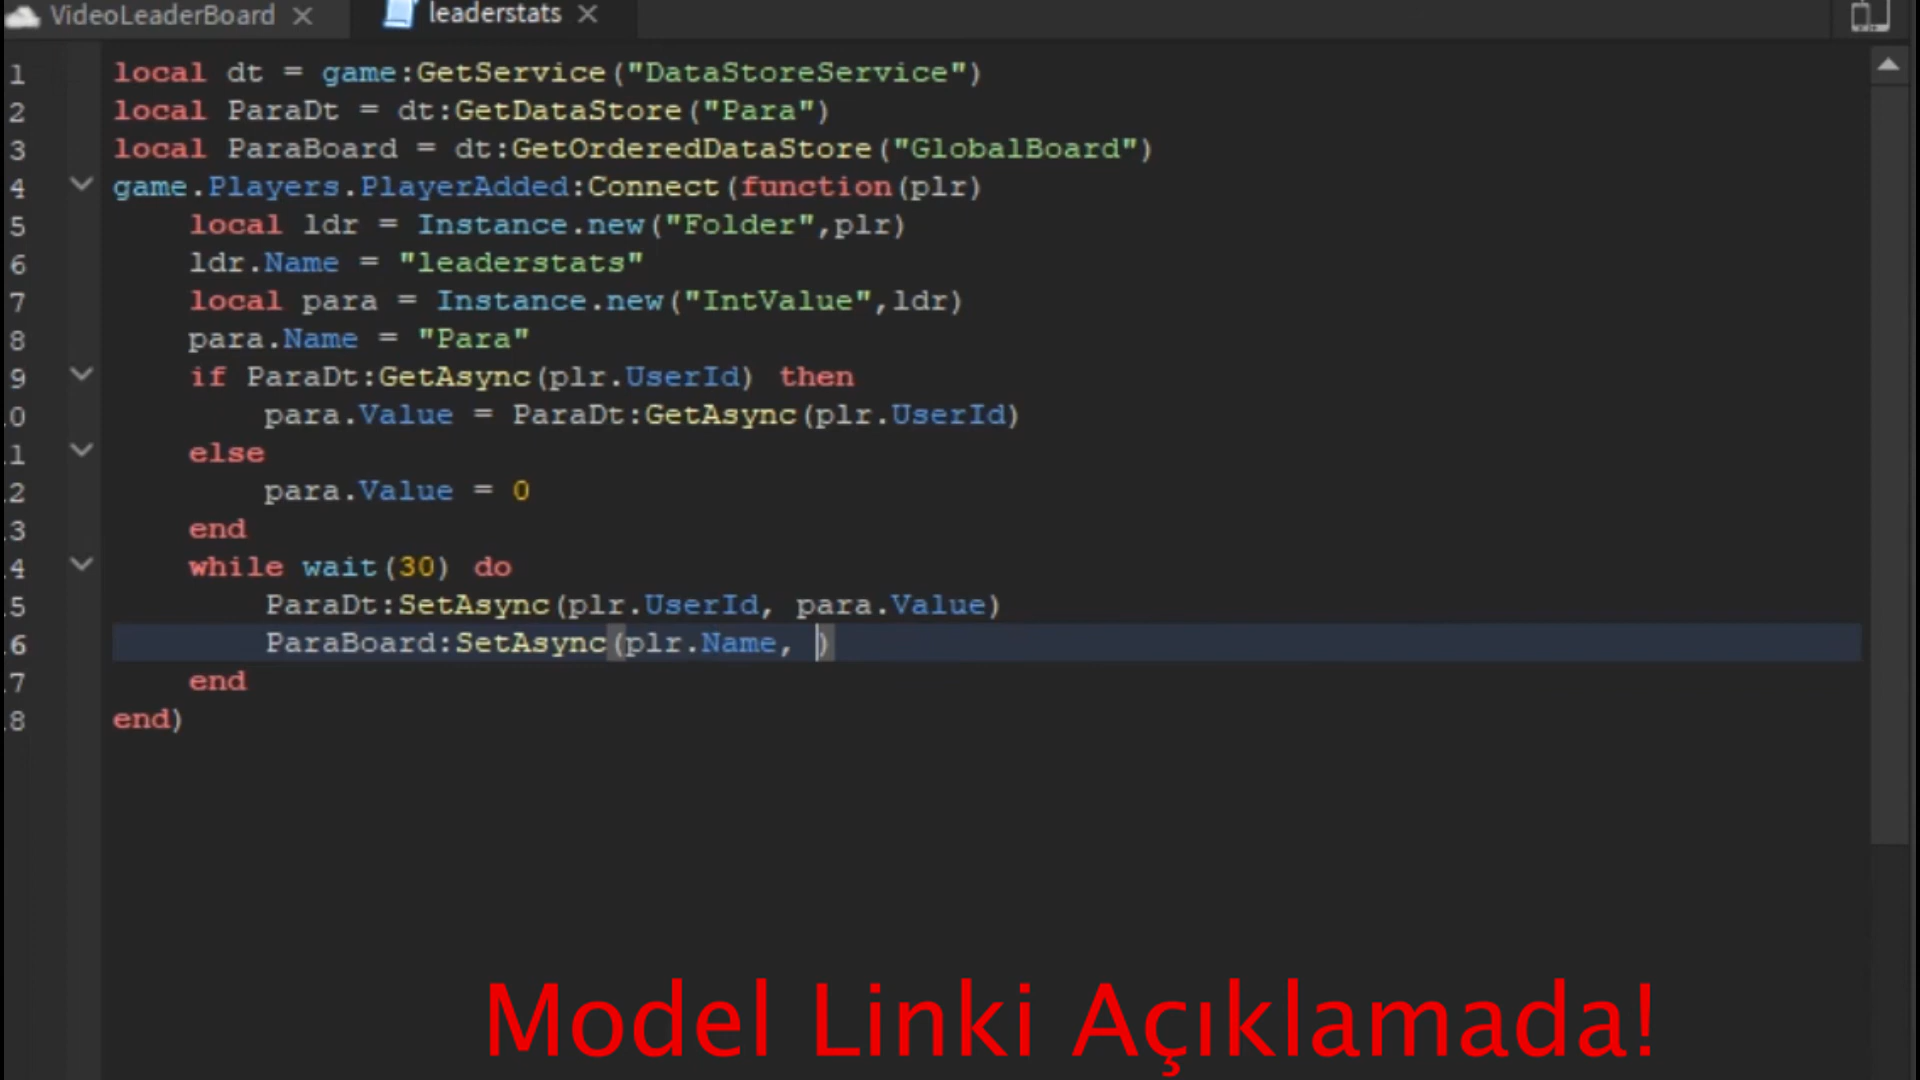 VideoLeaderBoard × leaderstats ×
1 local dt = game:GetService("DataStoreService")
2 local ParaDt = dt:GetDataStore("Para")
3 local ParaBoard = dt:GetOrderedDataStore("GlobalBoard")
4 game.Players.PlayerAdded:Connect(function(plr)
5 local ldr = Instance.new("Folder",plr)
6 ldr.Name = "leaderstats"
7 local para = Instance.new("IntValue",ldr)
8 para.Name = "Para"
9 if ParaDt:GetAsync(plr.UserId) then
0 para.Value = ParaDt:GetAsync(plr.UserId)
1 else
2 para.Value = 0
3 end
4 while wait(30) do
5 ParaDt:SetAsync(plr.UserId, para.Value)
6 ParaBoard:SetAsync(plr.Name, )
7 end
8 end)
Model Linki Açıklamada!